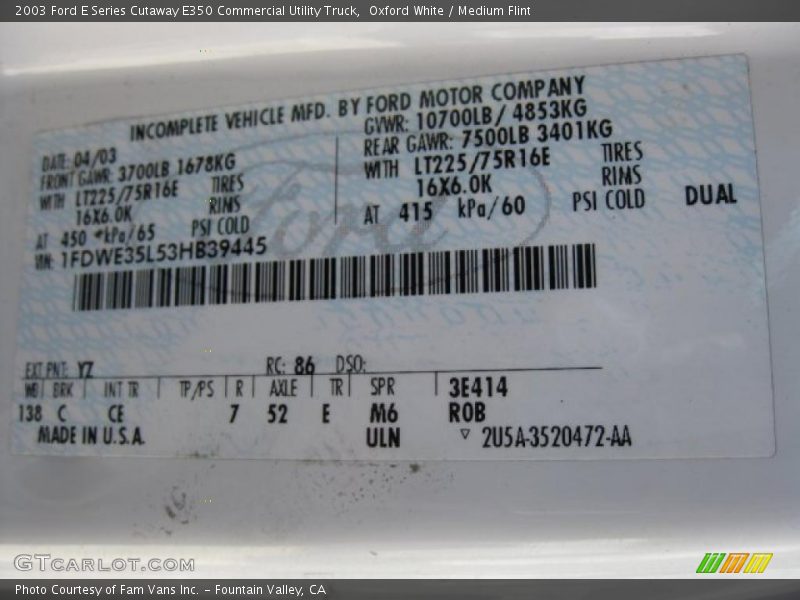 2003 Ford E Series Cutaway E350 Commercial Utility Truck, Oxford White / Medium Flint
INCOMPLETE VEHICLE MFD. BY FORD MOTOR COMPANY
DATE: 04/03
GVWR: 10700LB / 4853KG
FRONT GAWR: 3700LB 1678KG
REAR GAWR: 7500LB 3401KG
WITH LT225/75R16E TIRES
WITH LT225/75R16E TIRES
16X6.0K RIMS
16X6.0K RIMS
AT 450 kPa/65 PSI COLD
AT 415 kPa/60 PSI COLD DUAL
VIN: 1FDWE35L53HB39445
Ford
EXT PNT: YZ RC: 86 DSO:
WB BRK INT TR TP/PS R AXLE TR SPR 3E414
138 C CE 7 52 E M6 ROB
MADE IN U.S.A. ULN ▽ 2U5A-3520472-AA
GTCARLOT.COM
Photo Courtesy of Fam Vans Inc. – Fountain Valley, CA